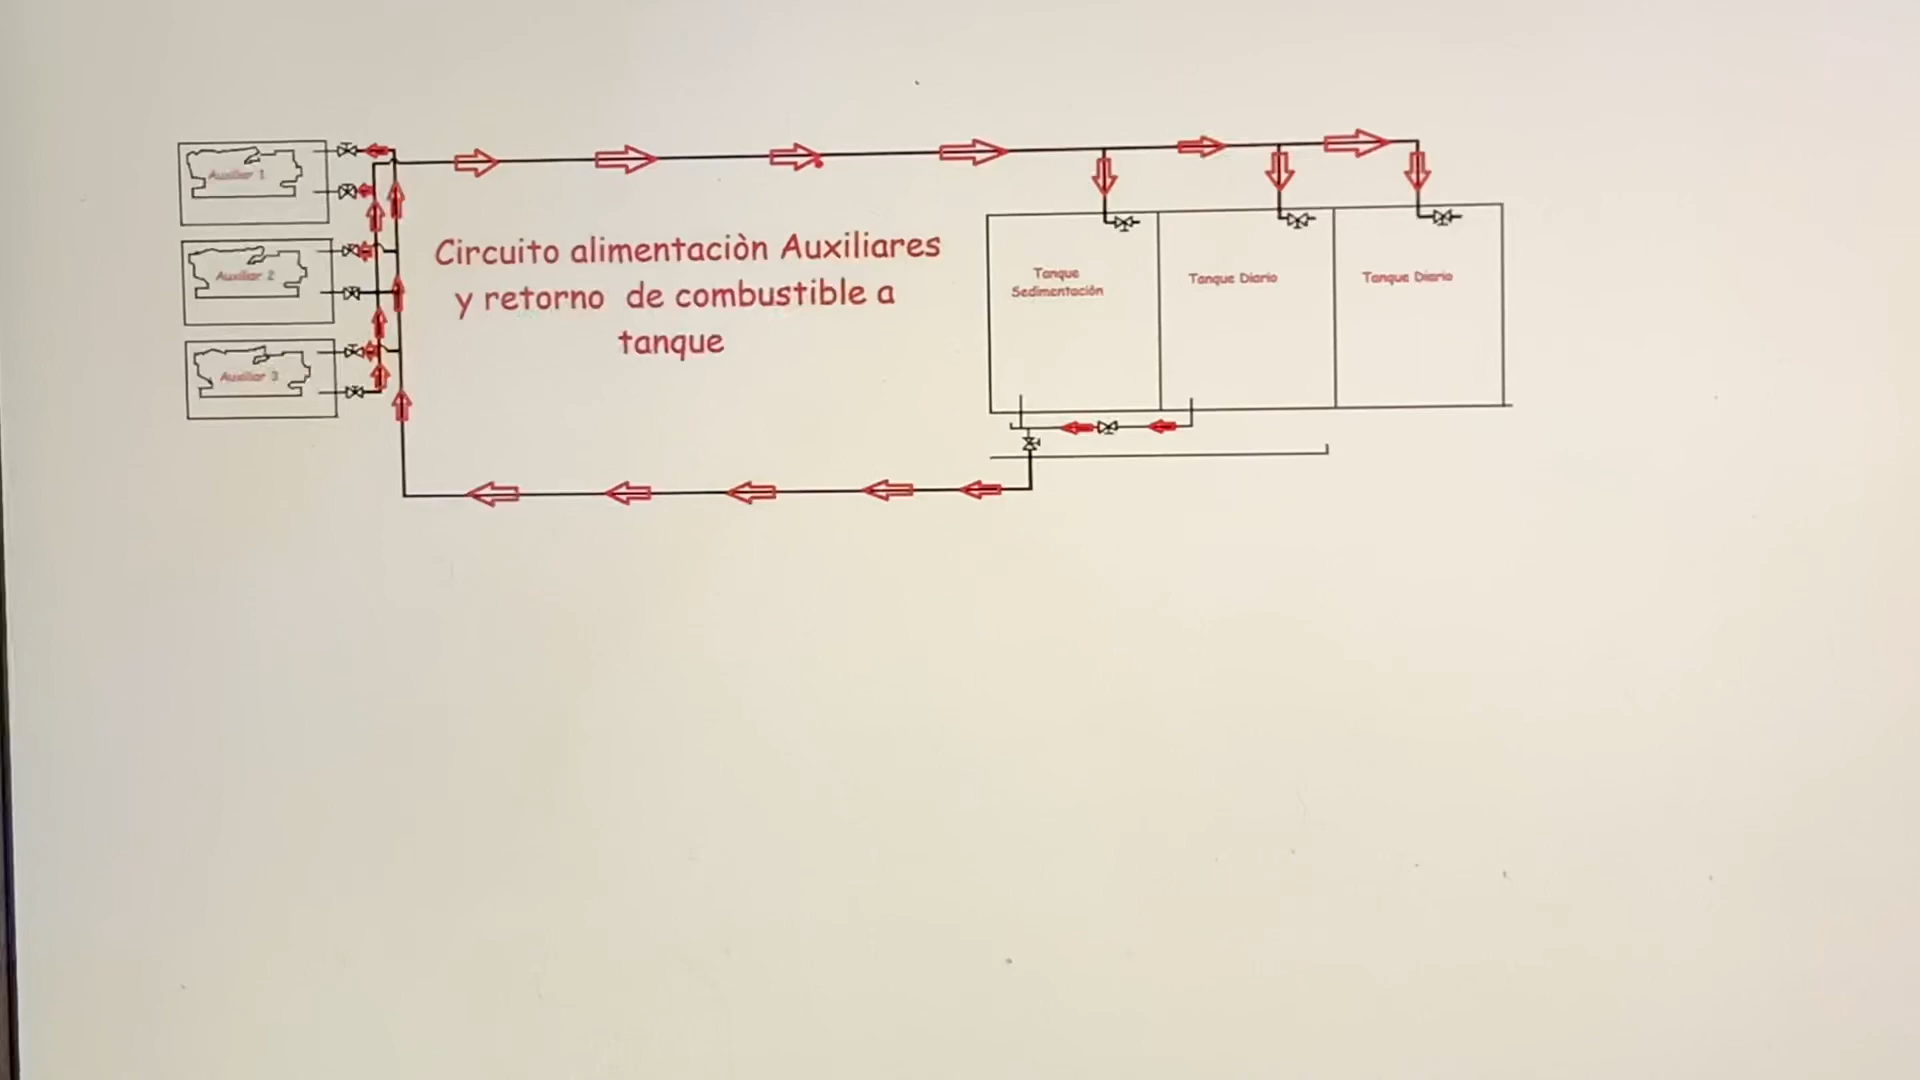 Auxiliar 1
Auxiliar 2
Auxiliar 3
Circuito alimentaciòn Auxiliares
y retorno de combustible a
tanque
Tanque
Sedimentación
Tanque Diario
Tanque Diario